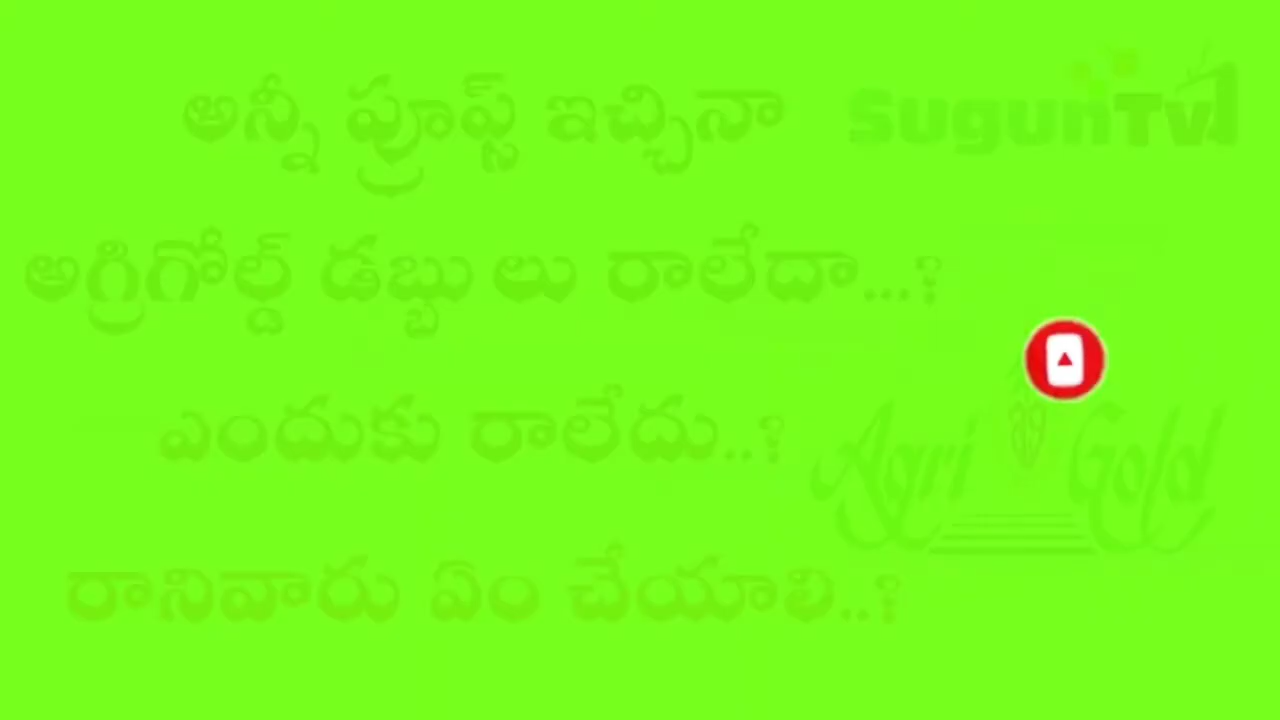 అన్నీ ప్రూఫ్స్ ఇచ్చినా
SugunTv
అగ్రిగోల్డ్ డబ్బులు రాలేదా...?
ఎందుకు రాలేదు..?
Agri Gold
రానివారు ఏం చేయాలి..?